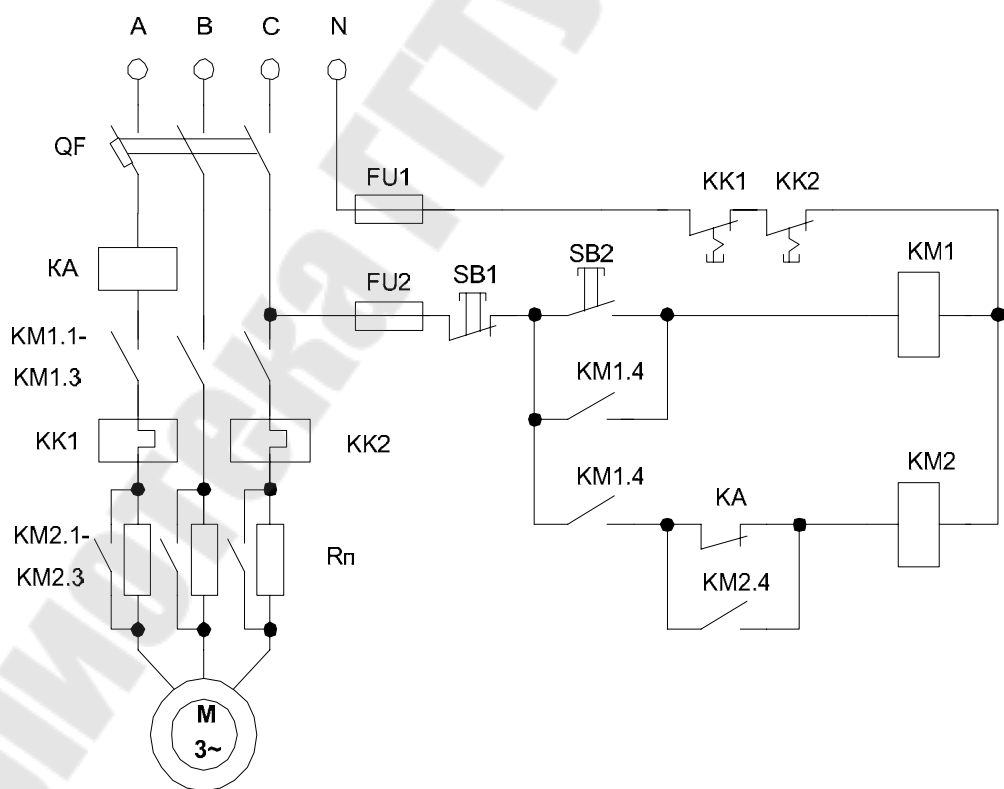 A B C N
QF
FU1
KK1 KK2
KA
FU2
SB1
SB2
KM1
KM1.1-
KM1.3
KM1.4
KK1
KK2
KM1.4
KA
KM2
KM2.1-
KM2.3
Rп
KM2.4
M
3~